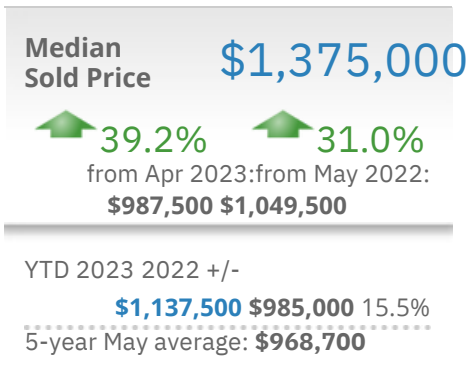 Median
Sold Price
$1,375,000
39.2% 31.0%
from Apr 2023:from May 2022:
$987,500 $1,049,500
YTD 2023 2022 +/-
$1,137,500 $985,000 15.5%
5-year May average: $968,700